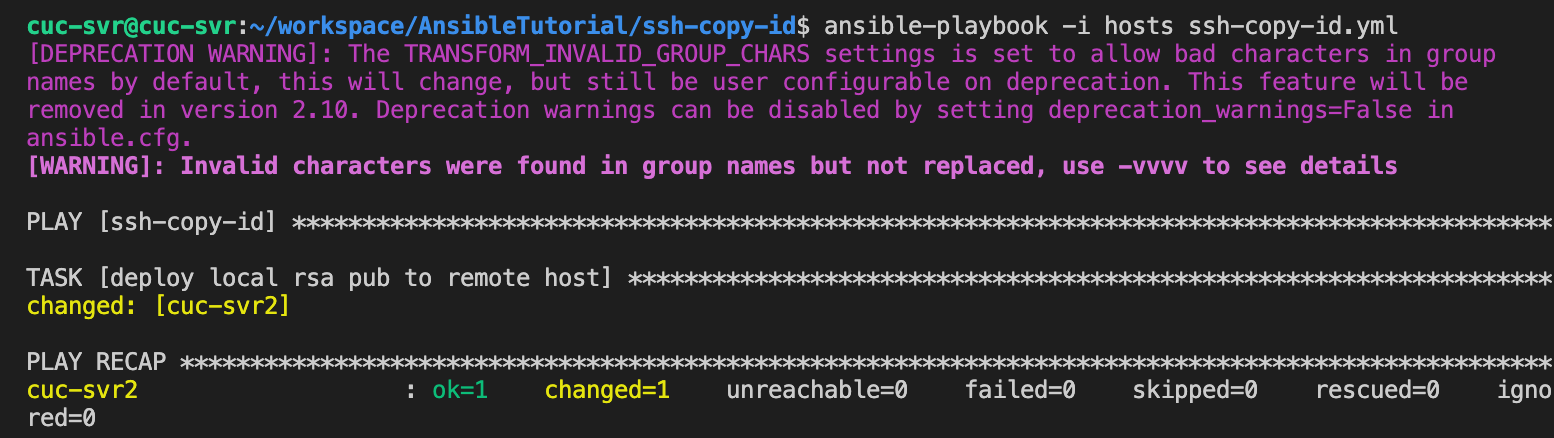 cuc-svr@cuc-svr:~/workspace/AnsibleTutorial/ssh-copy-id$ ansible-playbook -i hosts ssh-copy-id.yml
[DEPRECATION WARNING]: The TRANSFORM_INVALID_GROUP_CHARS settings is set to allow bad characters in group
names by default, this will change, but still be user configurable on deprecation. This feature will be
removed in version 2.10. Deprecation warnings can be disabled by setting deprecation_warnings=False in
ansible.cfg.
[WARNING]: Invalid characters were found in group names but not replaced, use -vvvv to see details
PLAY [ssh-copy-id] ******************************************************************************************
TASK [deploy local rsa pub to remote host] ******************************************************************
changed: [cuc-svr2]
PLAY RECAP **************************************************************************************************
cuc-svr2                   : ok=1    changed=1    unreachable=0    failed=0    skipped=0    rescued=0    igno
red=0